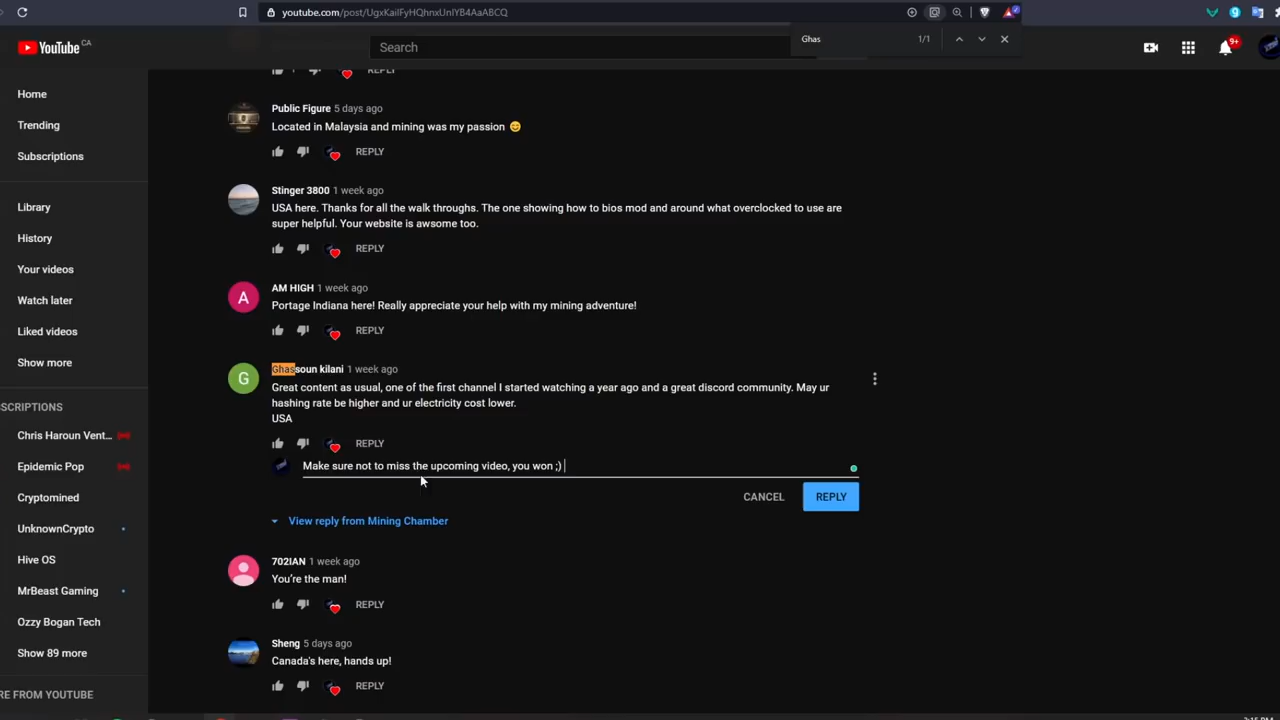 youtube.com/post/UgxKailFyHQhnxUnIYB4AaABCQ
Ghas
1/1
YouTube CA
Search
9+
Home
Trending
Subscriptions
Library
History
Your videos
Watch later
Liked videos
Show more
SCRIPTIONS
Chris Haroun Vent...
Epidemic Pop
Cryptomined
UnknownCrypto
Hive OS
MrBeast Gaming
Ozzy Bogan Tech
Show 89 more
RE FROM YOUTUBE
REPLY
Public Figure 5 days ago
Located in Malaysia and mining was my passion 😊
REPLY
Stinger 3800 1 week ago
USA here. Thanks for all the walk throughs. The one showing how to bios mod and around what overclocked to use are
super helpful. Your website is awsome too.
REPLY
AM HIGH 1 week ago
A
Portage Indiana here! Really appreciate your help with my mining adventure!
REPLY
Ghassoun kilani 1 week ago
G
Great content as usual, one of the first channel I started watching a year ago and a great discord community. May ur
hashing rate be higher and ur electricity cost lower.
USA
REPLY
Make sure not to miss the upcoming video, you won ;)
CANCEL
REPLY
View reply from Mining Chamber
702IAN 1 week ago
You're the man!
REPLY
Sheng 5 days ago
Canada's here, hands up!
REPLY